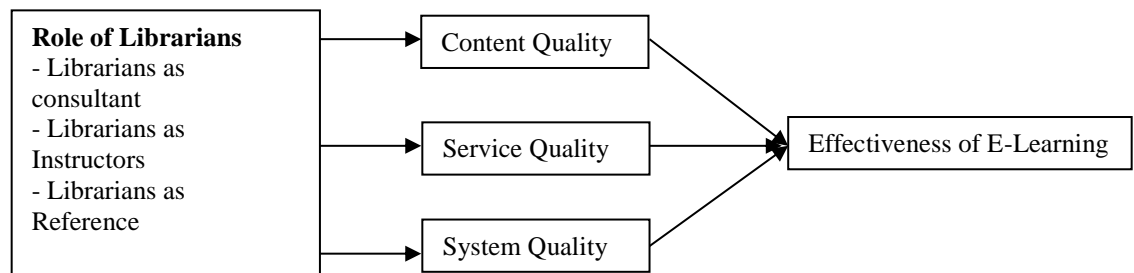 Role of Librarians
- Librarians as
consultant
- Librarians as
Instructors
- Librarians as
Reference
Content Quality
Service Quality
System Quality
Effectiveness of E-Learning